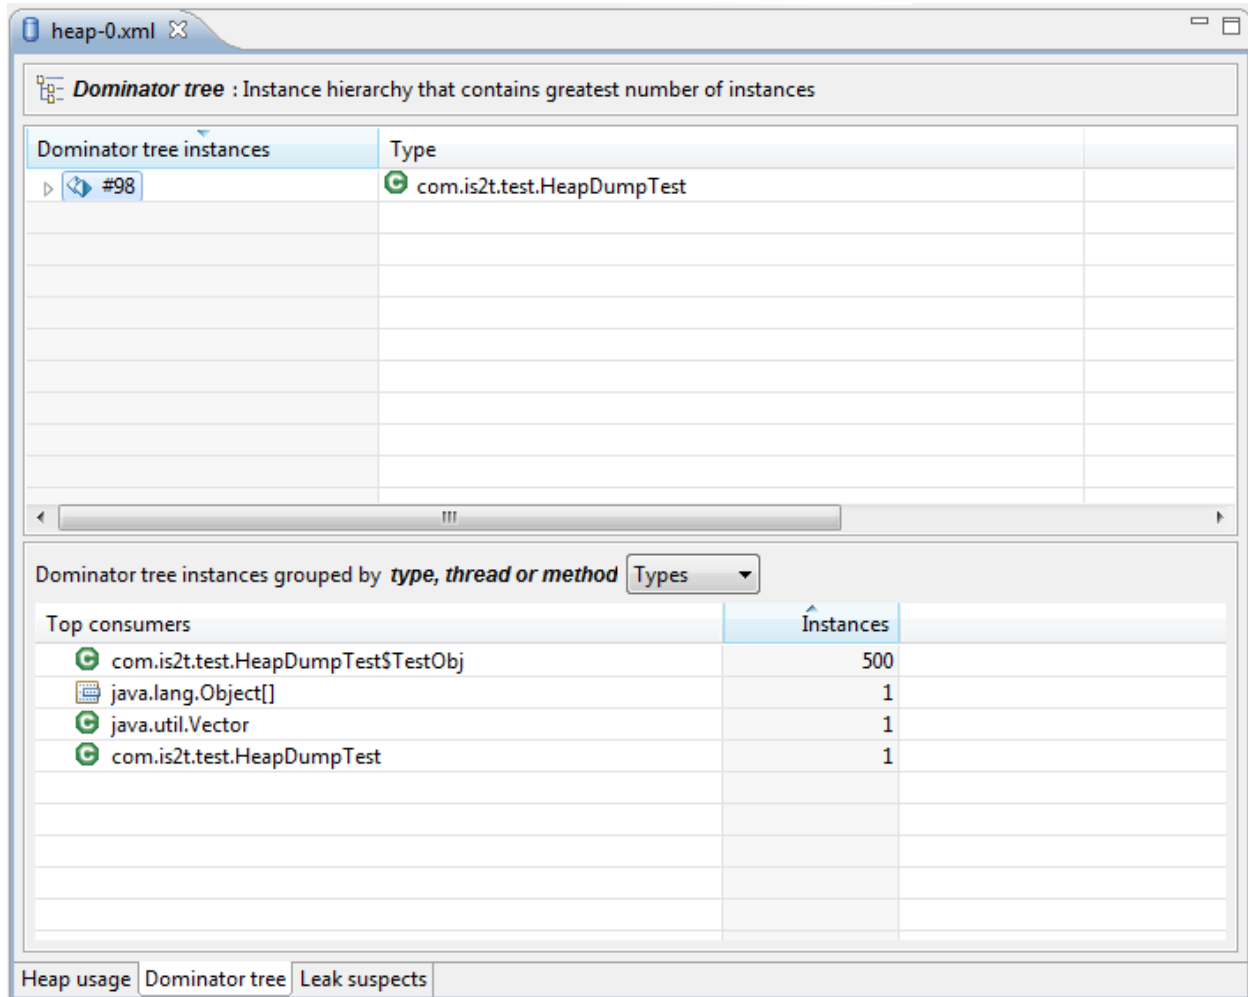 heap-0.xml
Dominator tree : Instance hierarchy that contains greatest number of instances
Dominator tree instances Type
#98 com.is2t.test.HeapDumpTest
Dominator tree instances grouped by type, thread or method Types
Top consumers Instances
com.is2t.test.HeapDumpTest$TestObj 500
java.lang.Object[] 1
java.util.Vector 1
com.is2t.test.HeapDumpTest 1
Heap usage Dominator tree Leak suspects